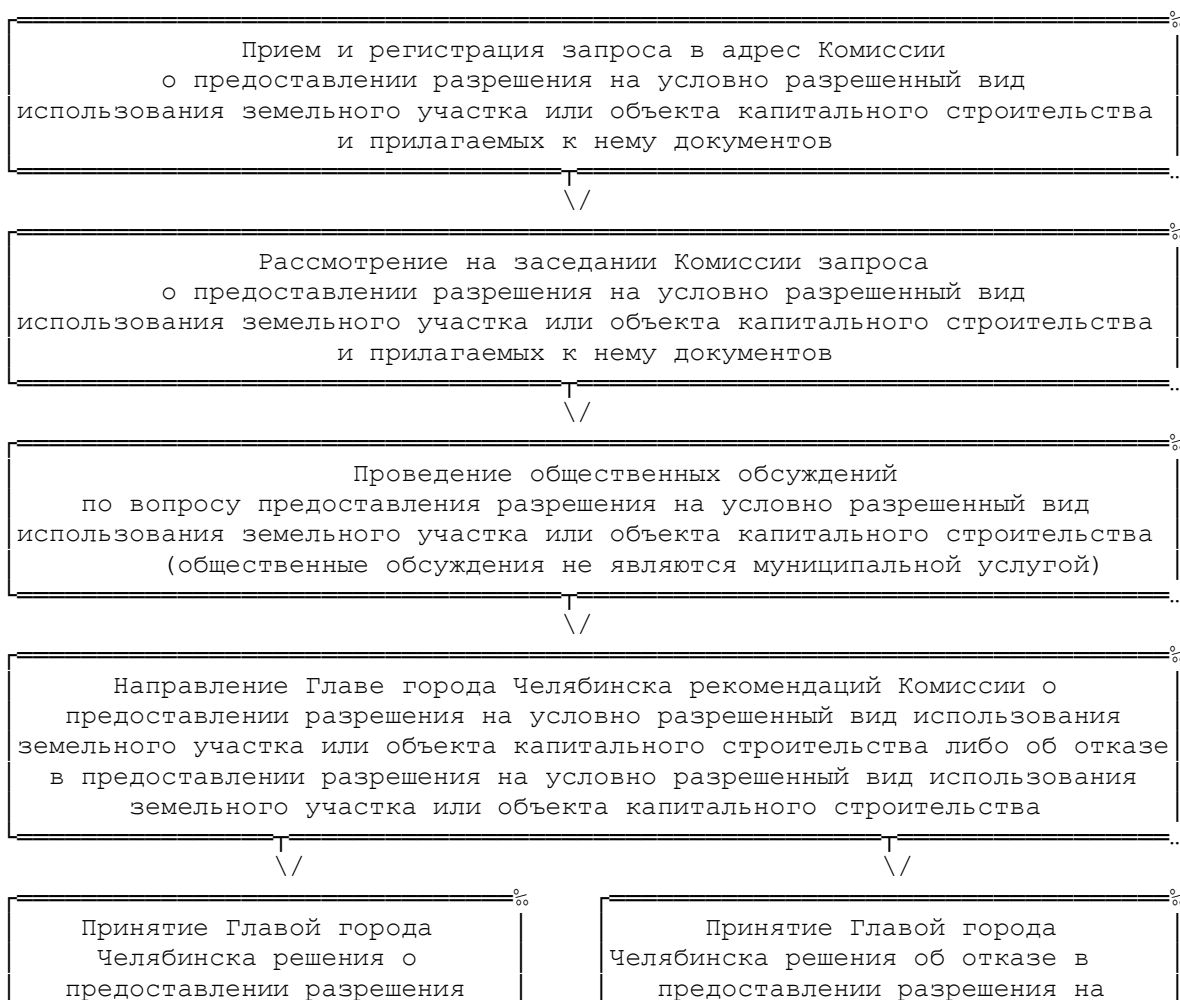 Прием и регистрация запроса в адрес Комиссии
о предоставлении разрешения на условно разрешенный вид
использования земельного участка или объекта капитального строительства
и прилагаемых к нему документов
Рассмотрение на заседании Комиссии запроса
о предоставлении разрешения на условно разрешенный вид
использования земельного участка или объекта капитального строительства
и прилагаемых к нему документов
Проведение общественных обсуждений
по вопросу предоставления разрешения на условно разрешенный вид
использования земельного участка или объекта капитального строительства
(общественные обсуждения не являются муниципальной услугой)
Направление Главе города Челябинска рекомендаций Комиссии о
предоставлении разрешения на условно разрешенный вид использования
земельного участка или объекта капитального строительства либо об отказе
в предоставлении разрешения на условно разрешенный вид использования
земельного участка или объекта капитального строительства
Принятие Главой города
Челябинска решения о
предоставлении разрешения
Принятие Главой города
Челябинска решения об отказе в
предоставлении разрешения на